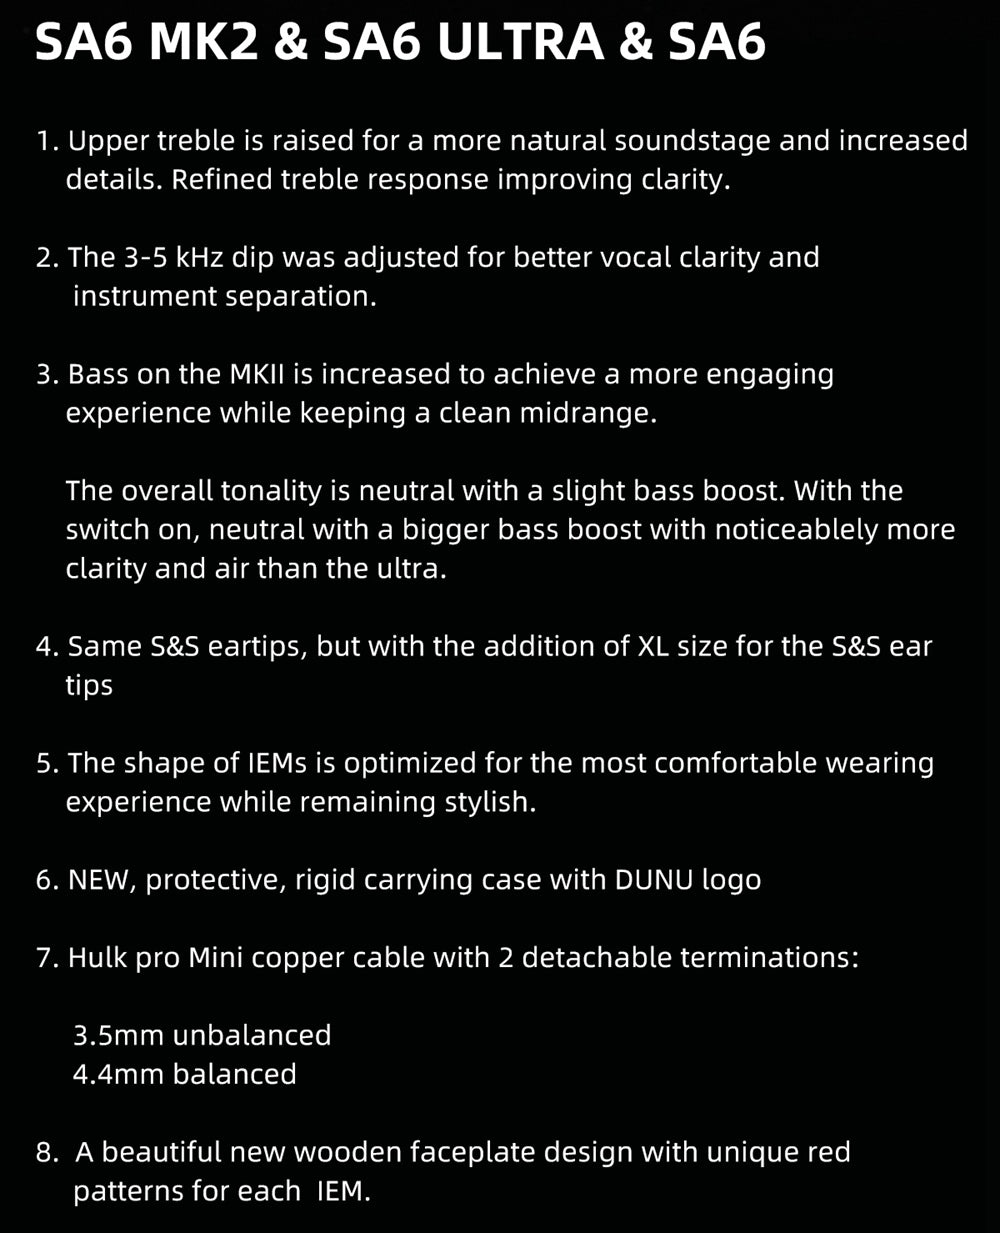 SA6 MK2 & SA6 ULTRA & SA6
1. Upper treble is raised for a more natural soundstage and increased
details. Refined treble response improving clarity.
2. The 3-5 kHz dip was adjusted for better vocal clarity and
instrument separation.
3. Bass on the MKII is increased to achieve a more engaging
experience while keeping a clean midrange.
The overall tonality is neutral with a slight bass boost. With the
switch on, neutral with a bigger bass boost with noticeablely more
clarity and air than the ultra.
4. Same S&S eartips, but with the addition of XL size for the S&S ear
tips
5. The shape of IEMs is optimized for the most comfortable wearing
experience while remaining stylish.
6. NEW, protective, rigid carrying case with DUNU logo
7. Hulk pro Mini copper cable with 2 detachable terminations:
3.5mm unbalanced
4.4mm balanced
8. A beautiful new wooden faceplate design with unique red
patterns for each IEM.